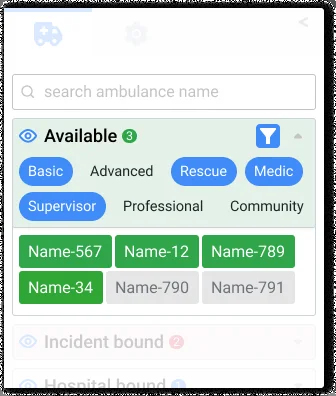 <
search ambulance name
Available 3
Basic Advanced Rescue Medic
Supervisor Professional Community
Name-567 Name-12 Name-789
Name-34 Name-790 Name-791
Incident bound 2
Hospital bound